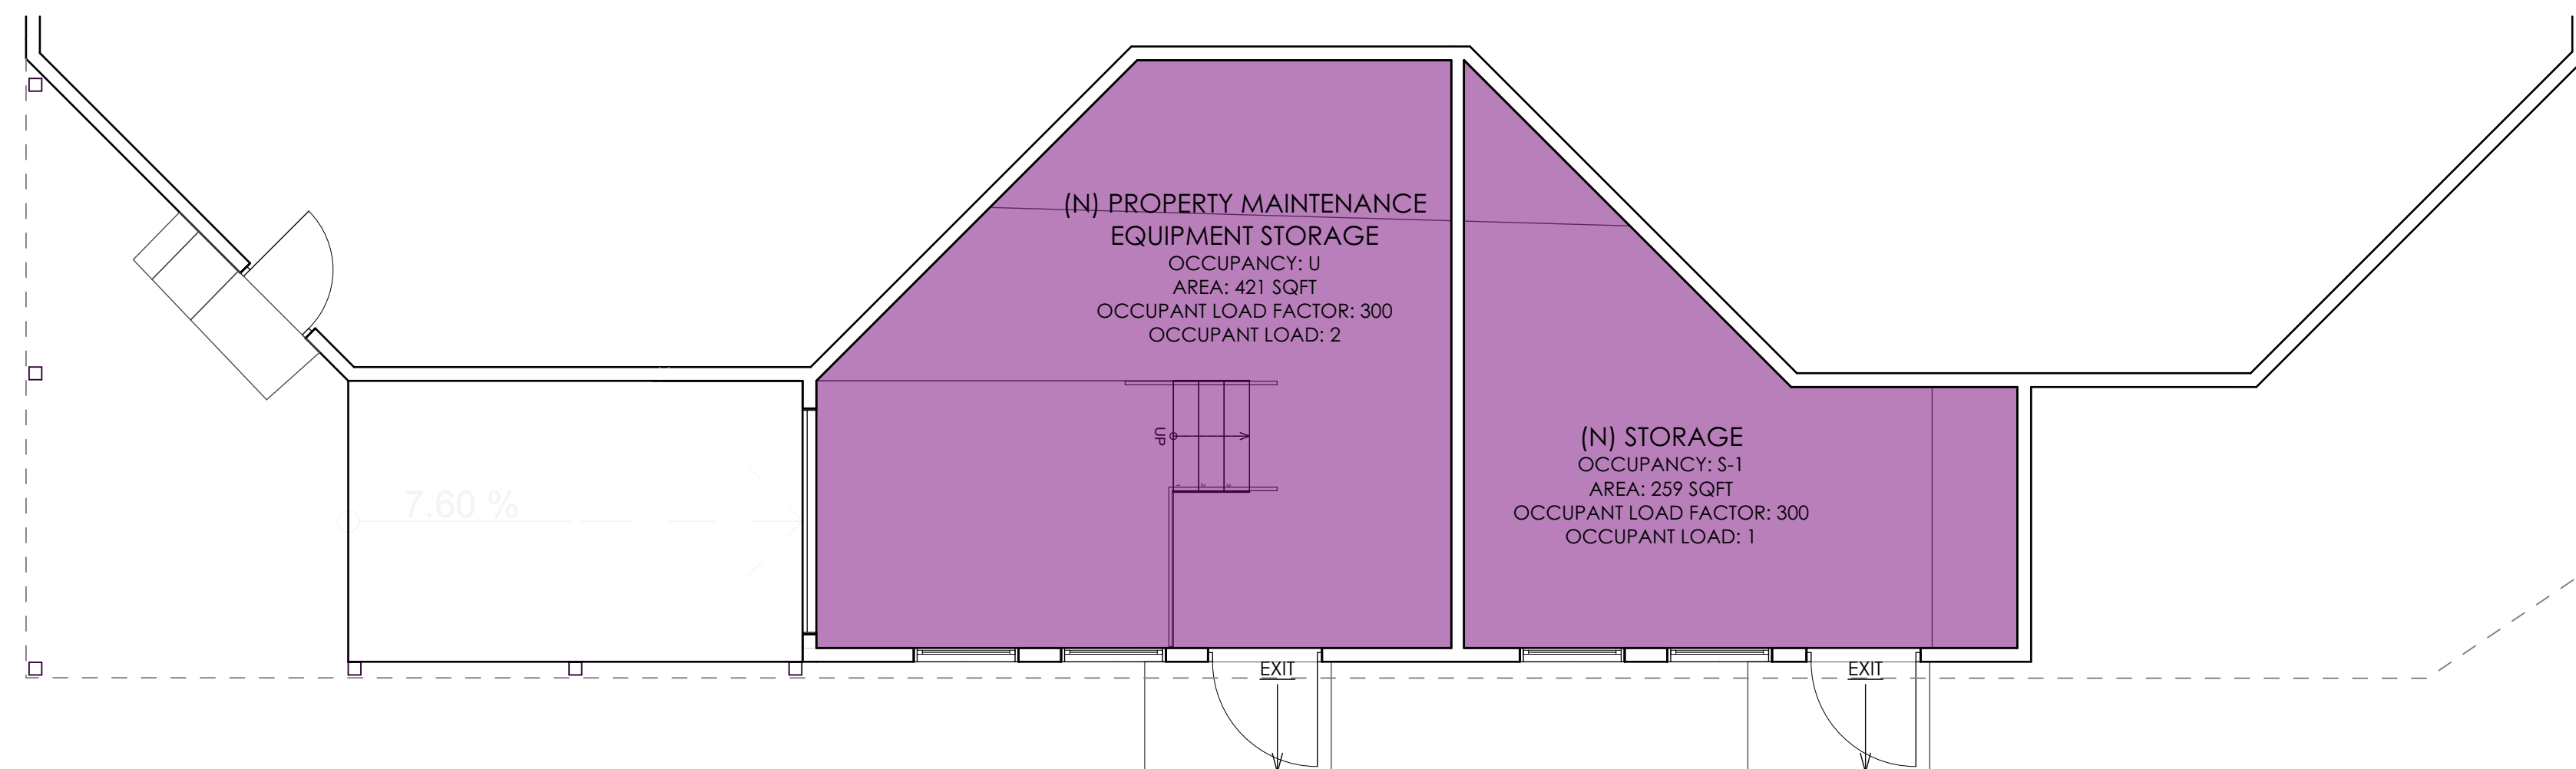 (N) PROPERTY MAINTENANCE
EQUIPMENT STORAGE
OCCUPANCY: U
AREA: 421 SQFT
OCCUPANT LOAD FACTOR: 300
OCCUPANT LOAD: 2
UP
(N) STORAGE
OCCUPANCY: S-1
AREA: 259 SQFT
OCCUPANT LOAD FACTOR: 300
OCCUPANT LOAD: 1
7.60 %
EXIT
EXIT